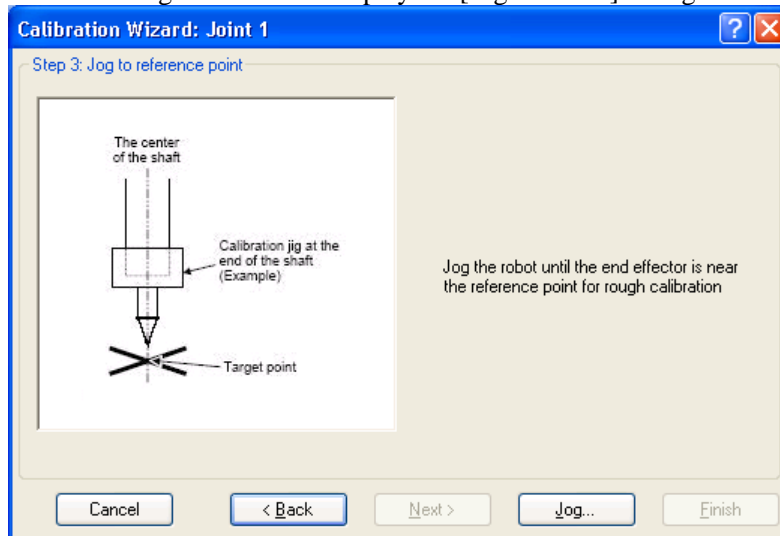 Calibration Wizard: Joint 1
Step 3: Jog to reference point
The center
of the shaft
Calibration jig at the
end of the shaft
(Example)
Target point
Jog the robot until the end effector is near
the reference point for rough calibration
Cancel
< Back
Next >
Jog...
Finish